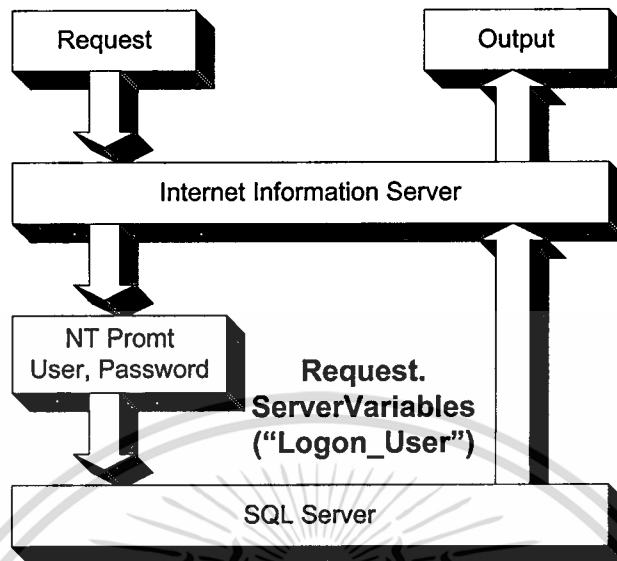 Request
Output
Internet Information Server
NT Promt
User, Password
Request.
ServerVariables
(“Logon_User”)
SQL Server